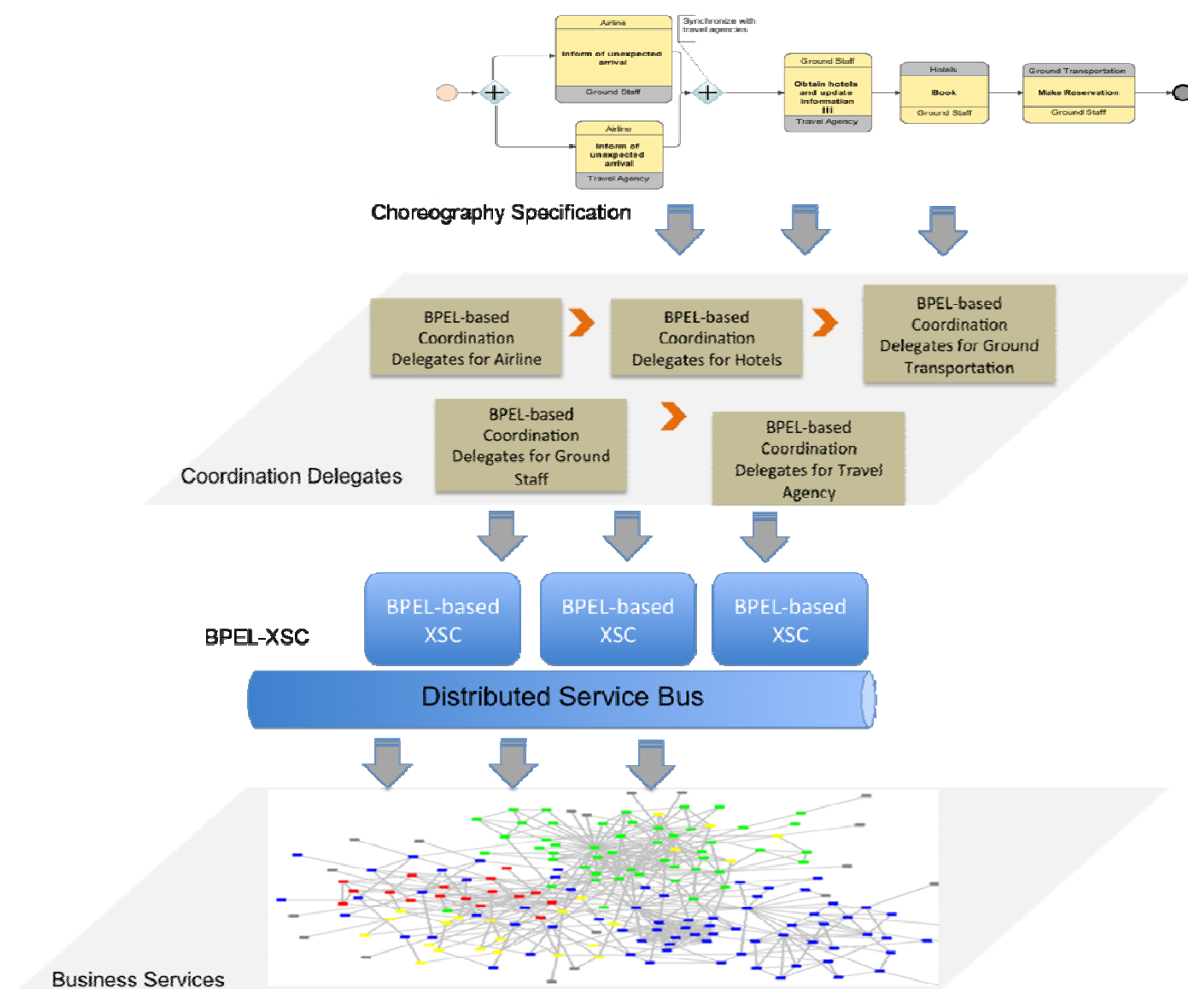 Airline
Inform of unexpected
arrival
Ground Staff
Synchronize with
travel agencies
Airline
Inform of
unexpected
arrival
Travel Agency
Ground Staff
Obtain hotels
and update
information
Travel Agency
Hotels
Book
Ground Staff
Ground Transportation
Make Reservation
Ground Staff
Choreography Specification
BPEL-based
Coordination
Delegates for Airline
BPEL-based
Coordination
Delegates for Hotels
BPEL-based
Coordination
Delegates for Ground
Transportation
BPEL-based
Coordination
Delegates for Ground
Staff
BPEL-based
Coordination
Delegates for Travel
Agency
Coordination Delegates
BPEL-based
XSC
BPEL-based
XSC
BPEL-based
XSC
BPEL-XSC
Distributed Service Bus
Business Services